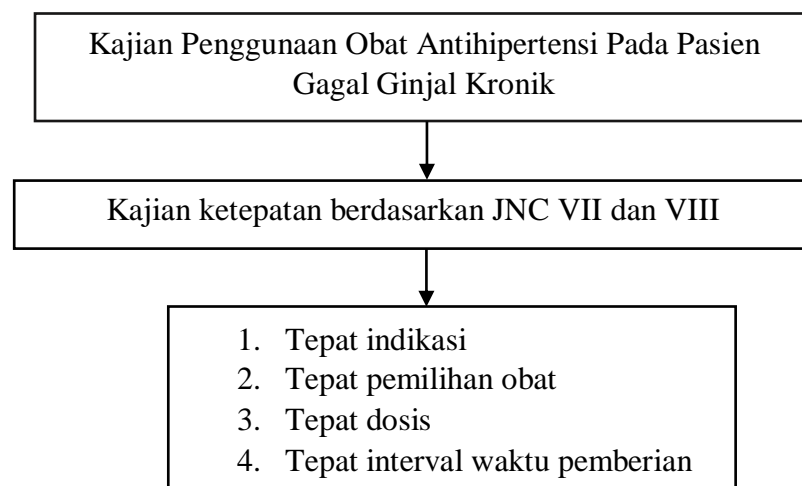 Kajian Penggunaan Obat Antihipertensi Pada Pasien
Gagal Ginjal Kronik
Kajian ketepatan berdasarkan JNC VII dan VIII
1. Tepat indikasi
2. Tepat pemilihan obat
3. Tepat dosis
4. Tepat interval waktu pemberian